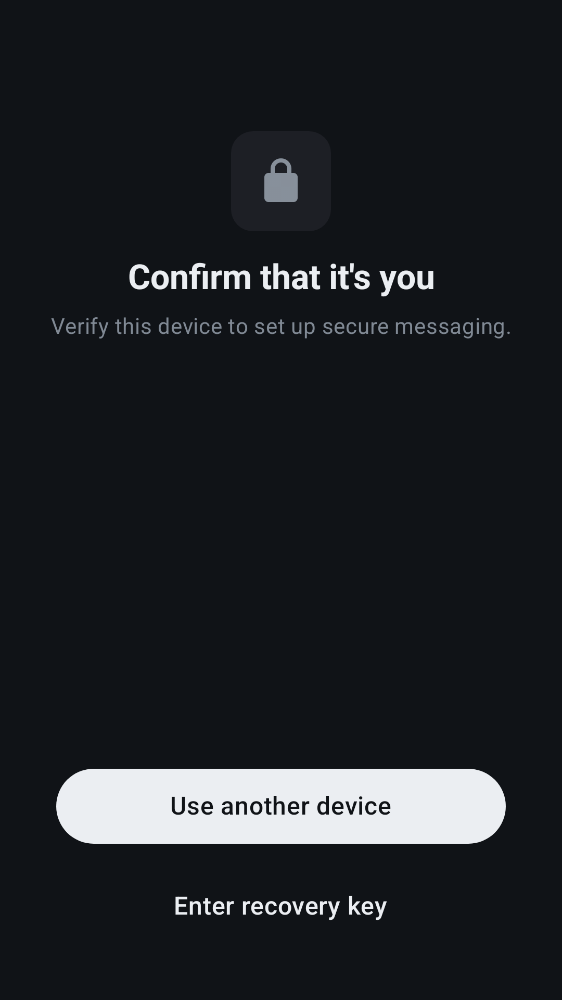 Confirm that it's you
Verify this device to set up secure messaging.
Use another device
Enter recovery key